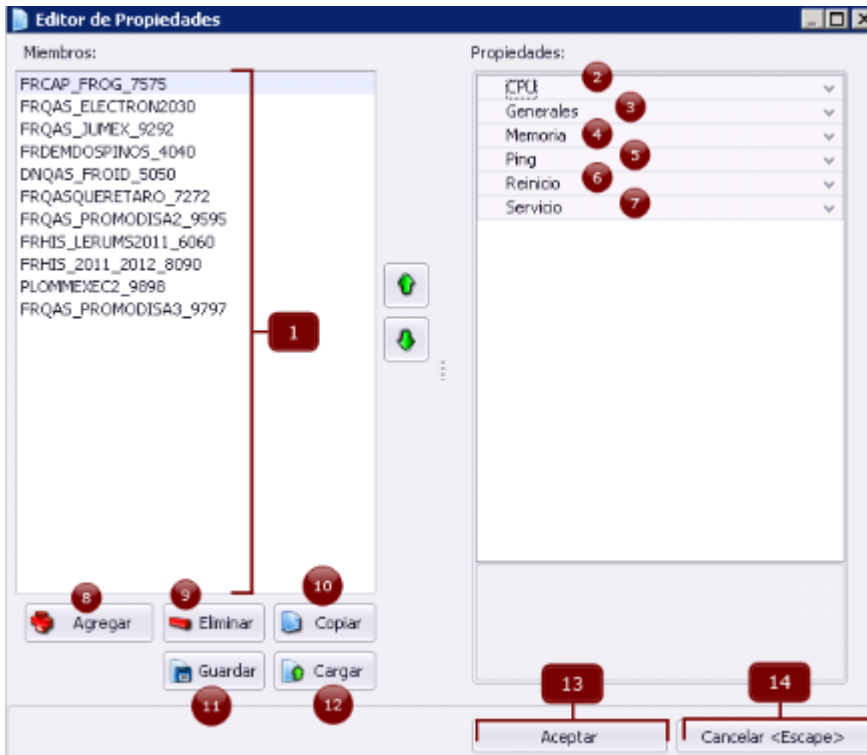 Editor de Propiedades
Miembros:
FRCAP_FROG_7575
FRQAS_ELECTRON2030
FRQAS_JUMEX_9292
FRDEMDOSPINOS_4040
DNQAS_FROID_5050
FRQASQUERETARO_7272
FRQAS_PROMODISA2_9595
FRHIS_LERUMS2011_6060
FRHIS_2011_2012_8090
PLOMMEXEC2_9898
FRQAS_PROMODISA3_9797
1
Propiedades:
CPU 2
Generales 3
Memoria 4
Ping 5
Reinicio 6
Servicio 7
8 9 10
Agregar Eliminar Copiar
Guardar Cargar
11 12
13 14
Aceptar Cancelar <Escape>